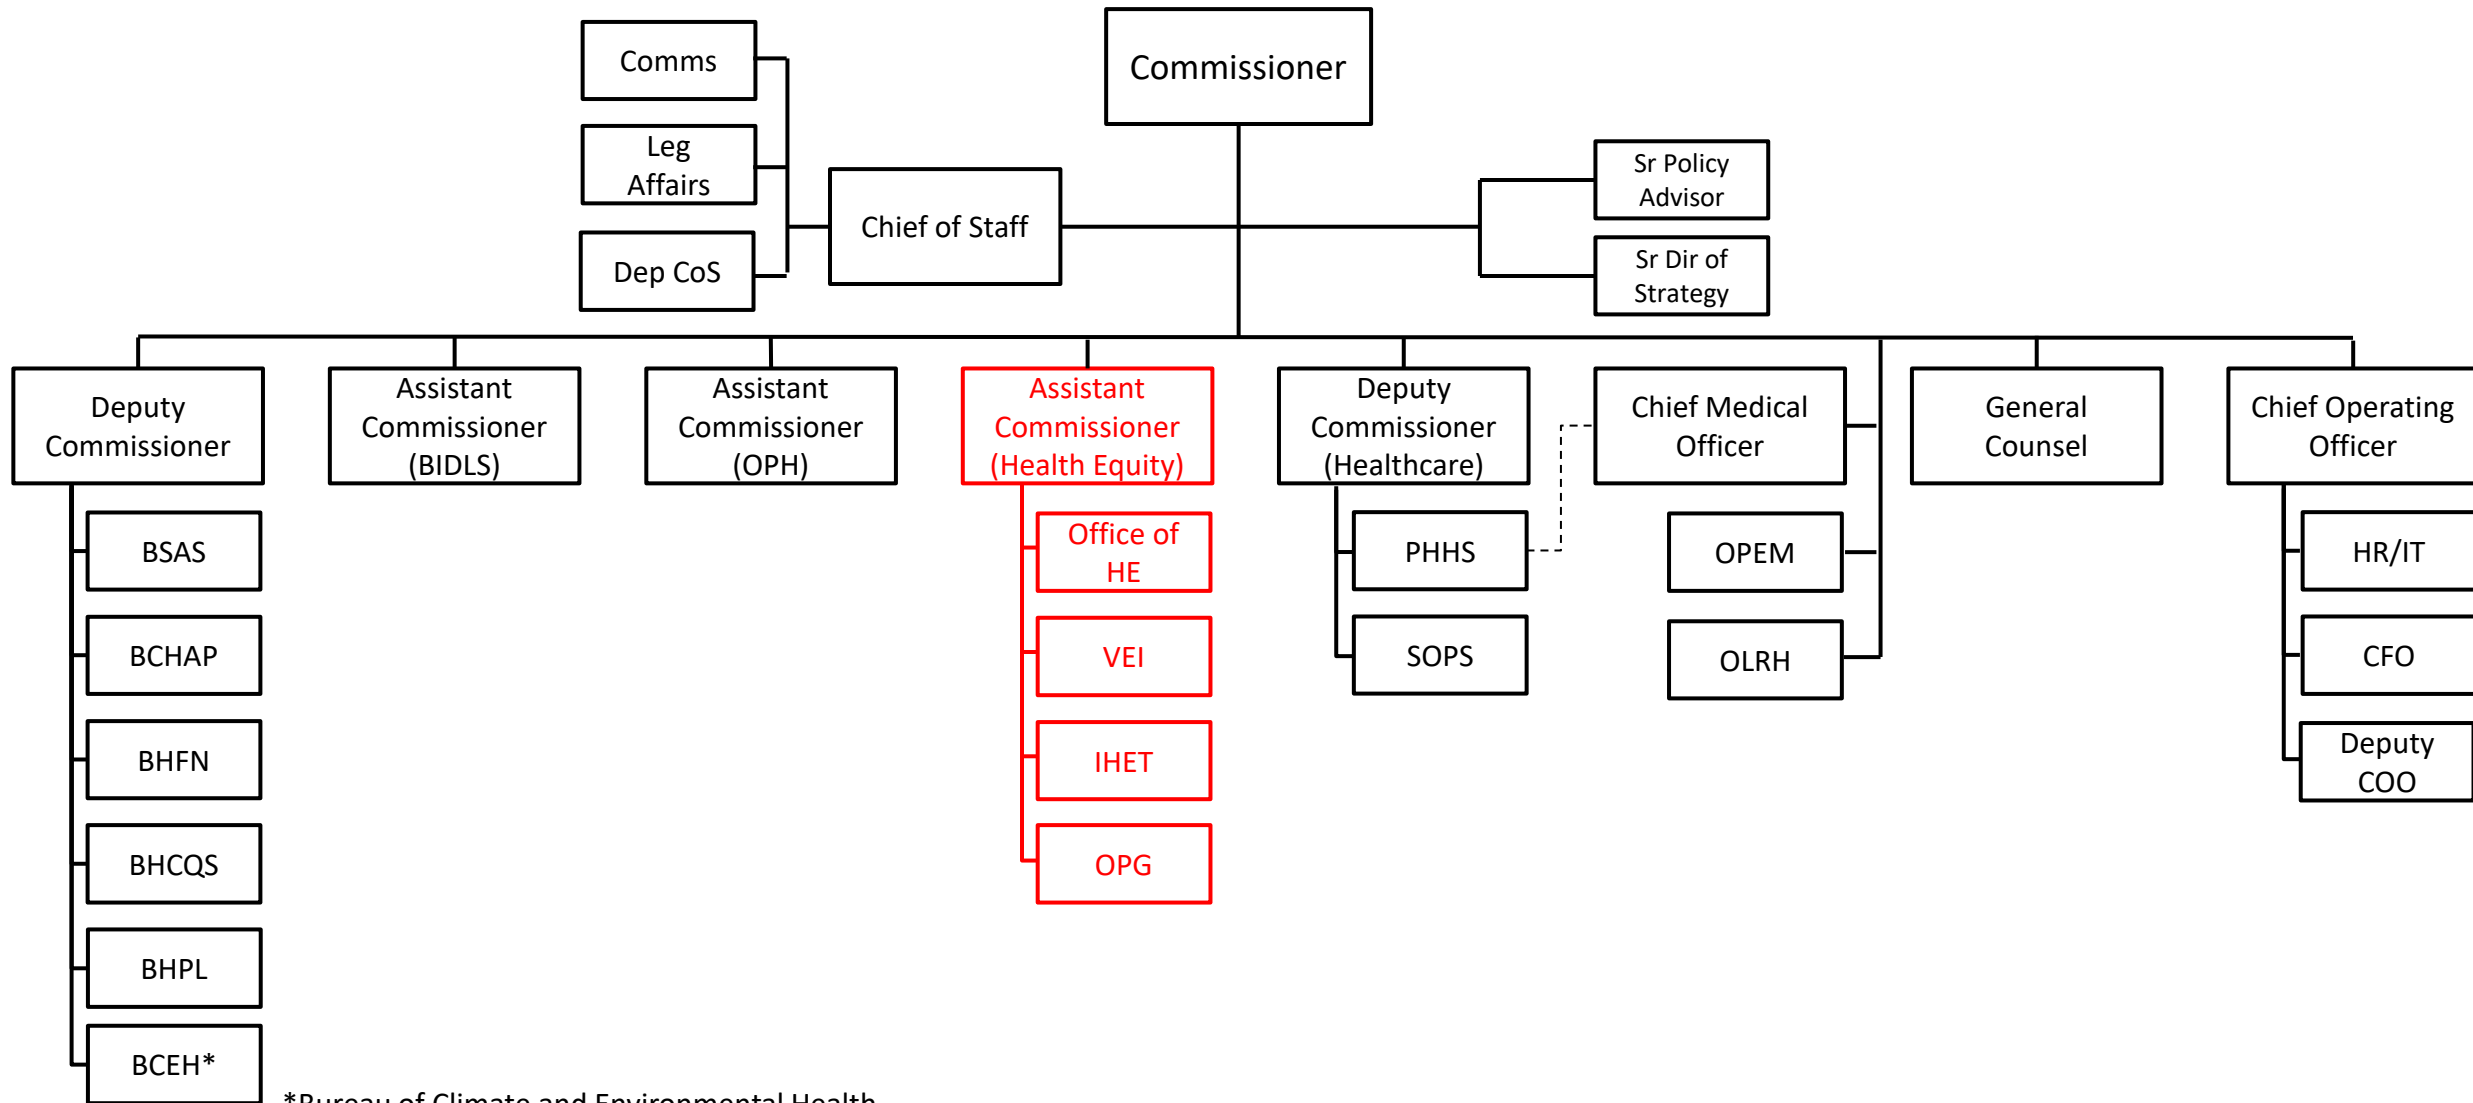 Comms
Commissioner
Leg
Affairs
Sr Policy
Advisor
Chief of Staff
Dep CoS
Sr Dir of
Strategy
Deputy
Commissioner
Assistant
Commissioner
(BIDLS)
Assistant
Commissioner
(OPH)
Assistant
Commissioner
(Health Equity)
Deputy
Commissioner
(Healthcare)
Chief Medical
Officer
General
Counsel
Chief Operating
Officer
BSAS
BCHAP
BHFN
BHCQS
BHPL
BCEH*
Office of
HE
VEI
IHET
OPG
PHHS
SOPS
OPEM
OLRH
HR/IT
CFO
Deputy
COO
*Bureau of Climate and Environmental Health